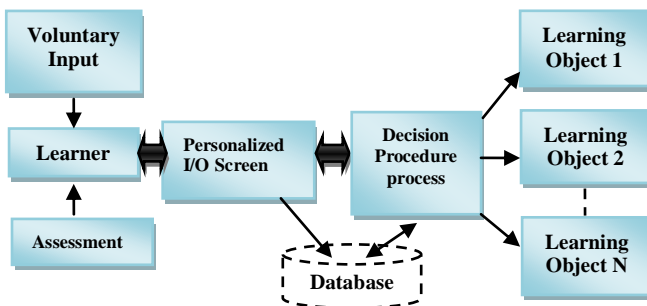 Voluntary
Input
Learner
Assessment
Personalized
I/O Screen
Decision
Procedure
process
Database
Learning
Object 1
Learning
Object 2
Learning
Object N